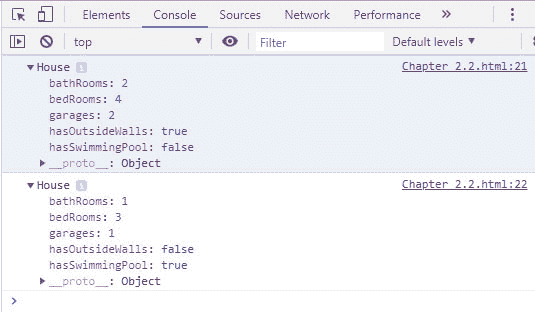 Elements Console Sources Network Performance »
top Filter Default levels
House i Chapter 2.2.html:21
bathRooms: 2
bedRooms: 4
garages: 2
hasOutsideWalls: true
hasSwimmingPool: false
__proto__: Object
House i Chapter 2.2.html:22
bathRooms: 1
bedRooms: 3
garages: 1
hasOutsideWalls: false
hasSwimmingPool: true
__proto__: Object
>